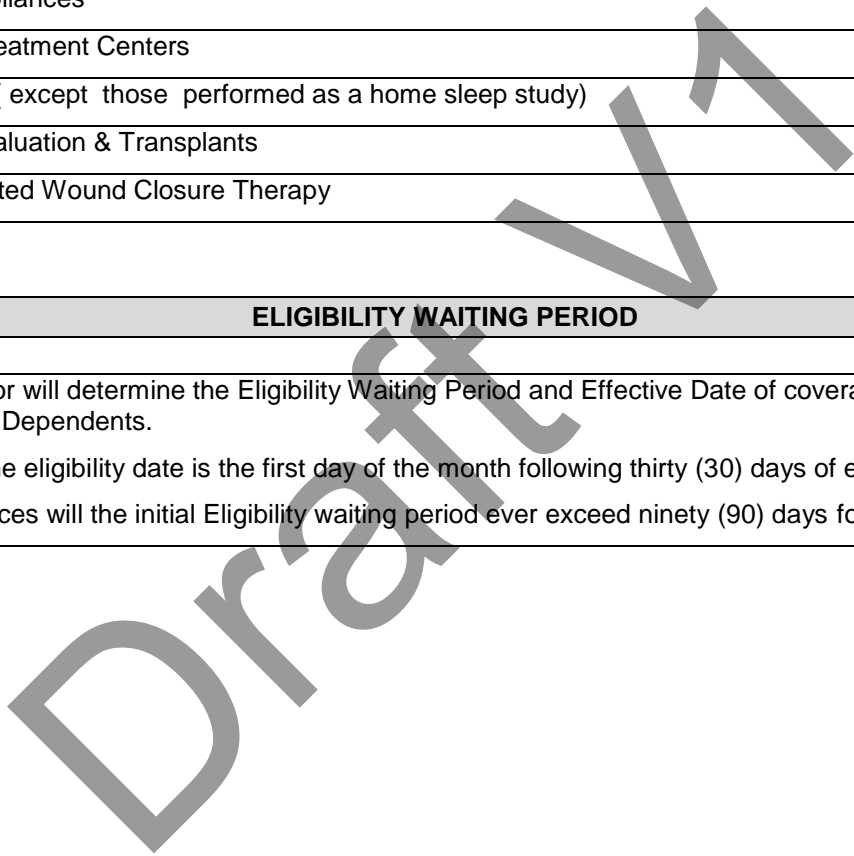 eatment Centers
( except those performed as a home sleep study)
aluation & Transplants
ted Wound Closure Therapy
ELIGIBILITY WAITING PERIOD
or will determine the Eligibility Waiting Period and Effective Date of covera
Dependents.
e eligibility date is the first day of the month following thirty (30) days of e
ces will the initial Eligibility waiting period ever exceed ninety (90) days fo
Draft V1